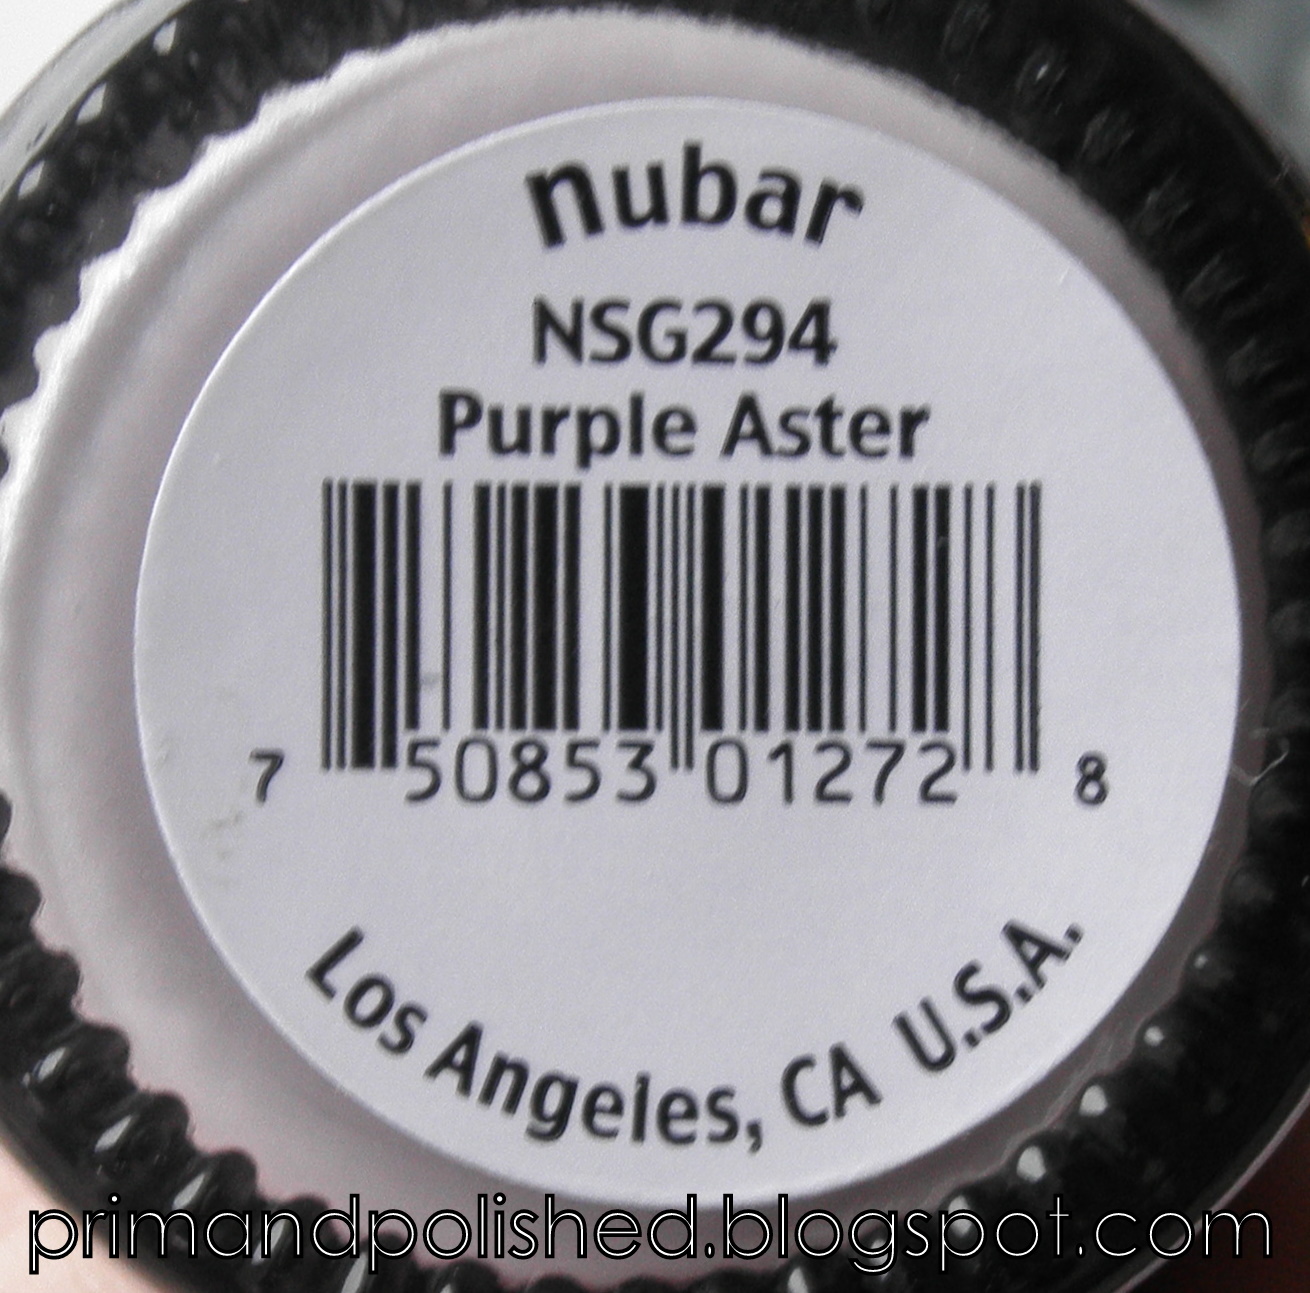 nubar
NSG294
Purple Aster
7 50853 01272 8
Los Angeles, CA U.S.A.
primandpolished.blogspot.com